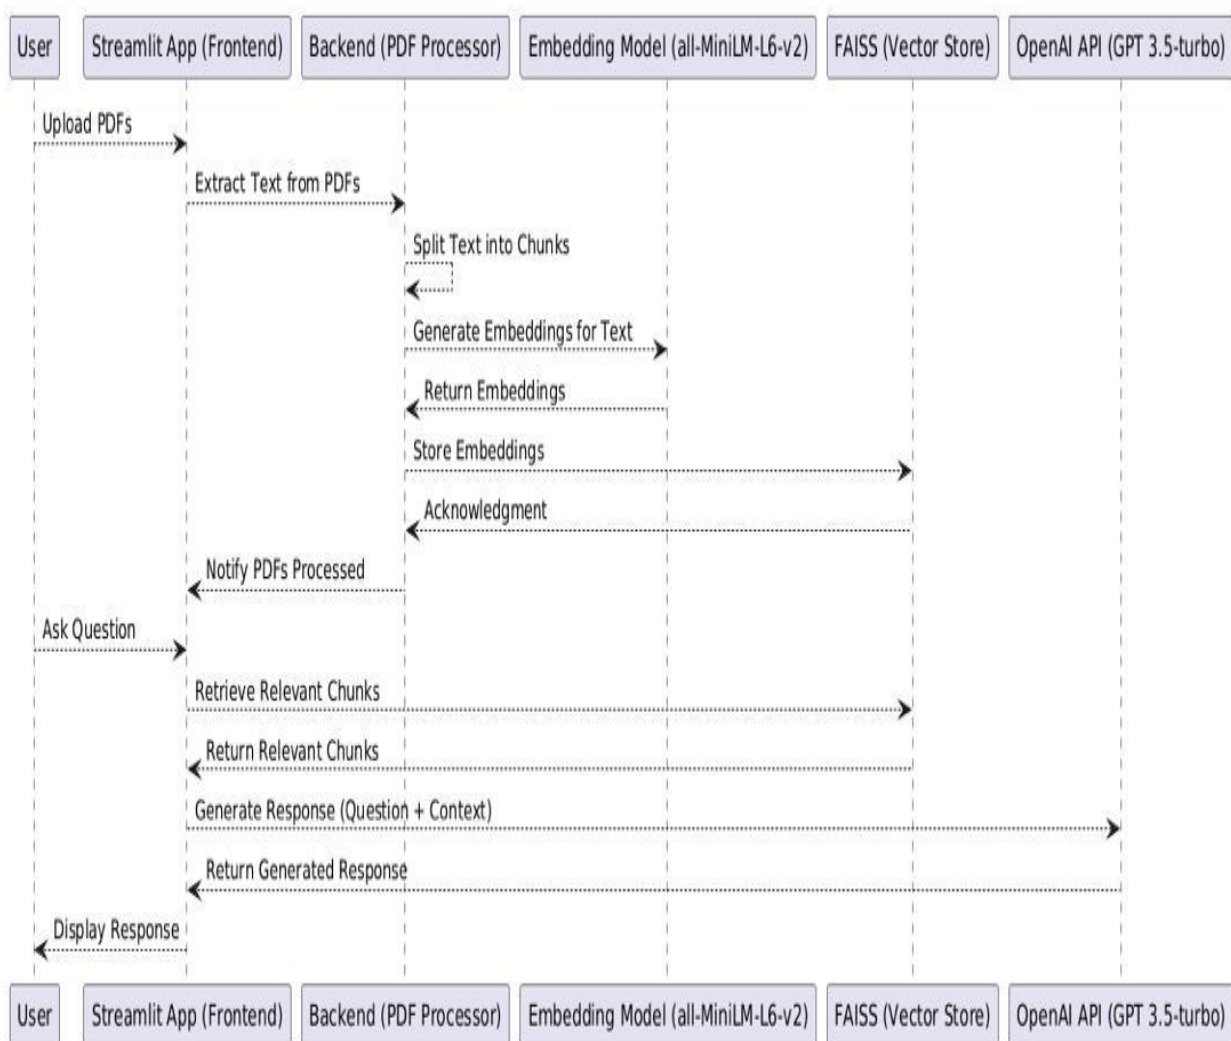 User
Streamlit App (Frontend)
Backend (PDF Processor)
Embedding Model (all-MiniLM-L6-v2)
FAISS (Vector Store)
OpenAI API (GPT 3.5-turbo)
Upload PDFs
Extract Text from PDFs
Split Text into Chunks
Generate Embeddings for Text
Return Embeddings
Store Embeddings
Acknowledgment
Notify PDFs Processed
Ask Question
Retrieve Relevant Chunks
Return Relevant Chunks
Generate Response (Question + Context)
Return Generated Response
Display Response
User
Streamlit App (Frontend)
Backend (PDF Processor)
Embedding Model (all-MiniLM-L6-v2)
FAISS (Vector Store)
OpenAI API (GPT 3.5-turbo)